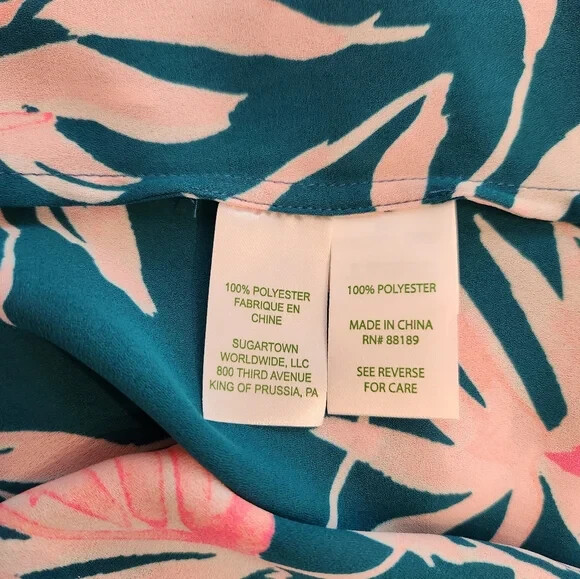 100% POLYESTER
FABRIQUE EN
CHINE
SUGARTOWN
WORLDWIDE, LLC
800 THIRD AVENUE
KING OF PRUSSIA, PA
100% POLYESTER
MADE IN CHINA
RN# 88189
SEE REVERSE
FOR CARE